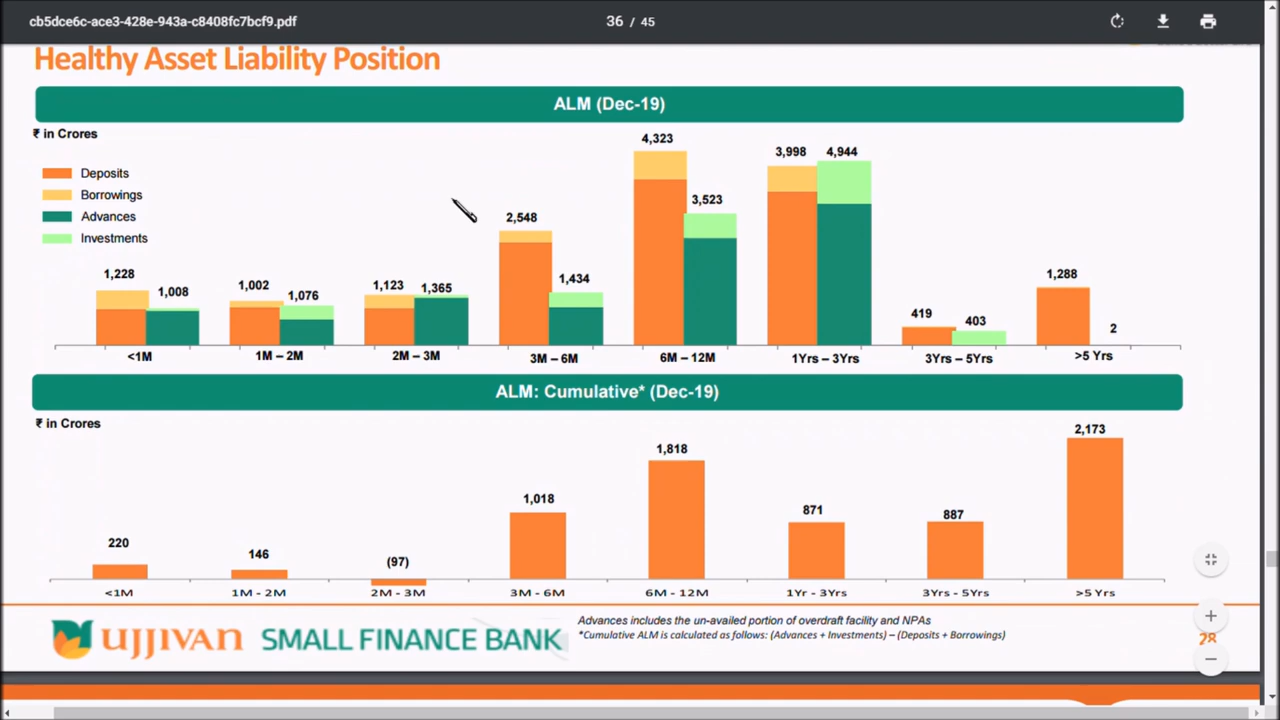 cb5dce6c-ace3-428e-943a-c8408fc7bcf9.pdf
36 / 45
Healthy Asset Liability Position
ALM (Dec-19)
₹ in Crores
Deposits
Borrowings
Advances
Investments
1,228 1,008 1,002 1,076 1,123 1,365 2,548 1,434 4,323 3,523 3,998 4,944 419 403 1,288 2
<1M 1M – 2M 2M – 3M 3M – 6M 6M – 12M 1Yrs – 3Yrs 3Yrs – 5Yrs >5 Yrs
ALM: Cumulative* (Dec-19)
₹ in Crores
220 146 (97) 1,018 1,818 871 887 2,173
<1M 1M - 2M 2M - 3M 3M - 6M 6M - 12M 1Yr - 3Yrs 3Yrs - 5Yrs >5 Yrs
UJJIVAN SMALL FINANCE BANK
Advances includes the un-availed portion of overdraft facility and NPAs
*Cumulative ALM is calculated as follows: (Advances + Investments) – (Deposits + Borrowings)
28